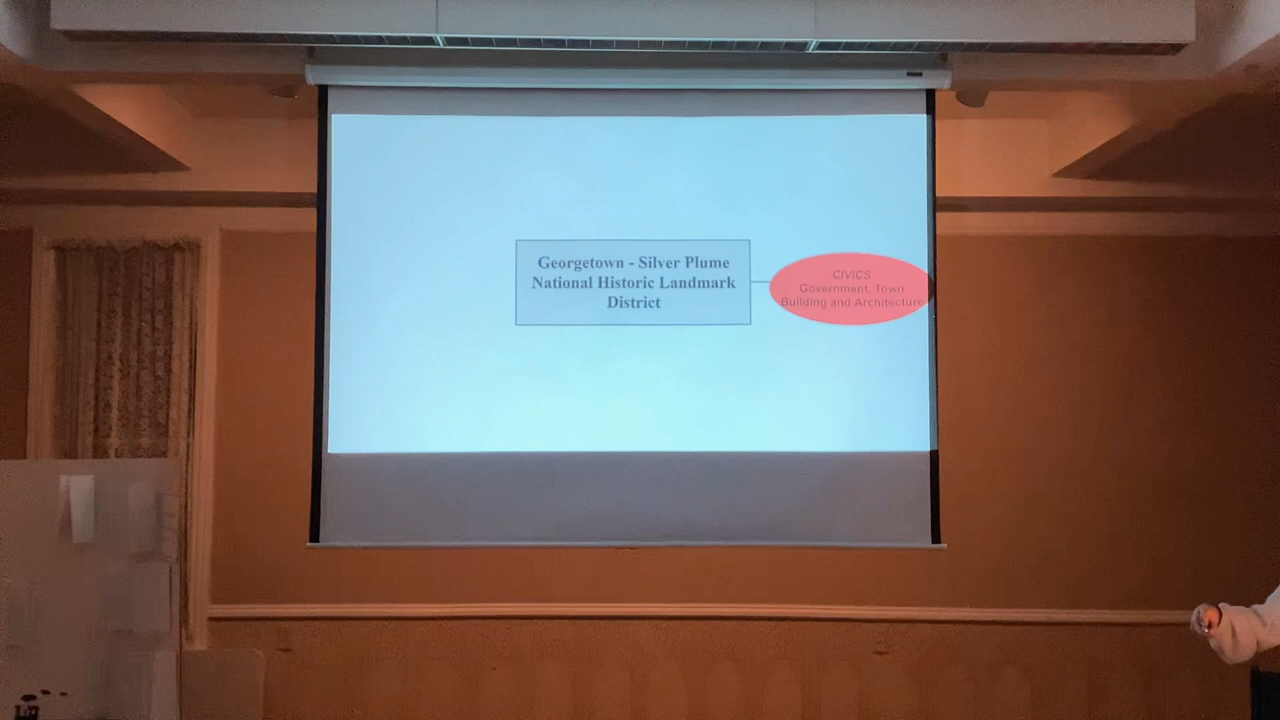 Georgetown - Silver Plume
National Historic Landmark
District
CIVICS
Government, Town
Building and Architecture